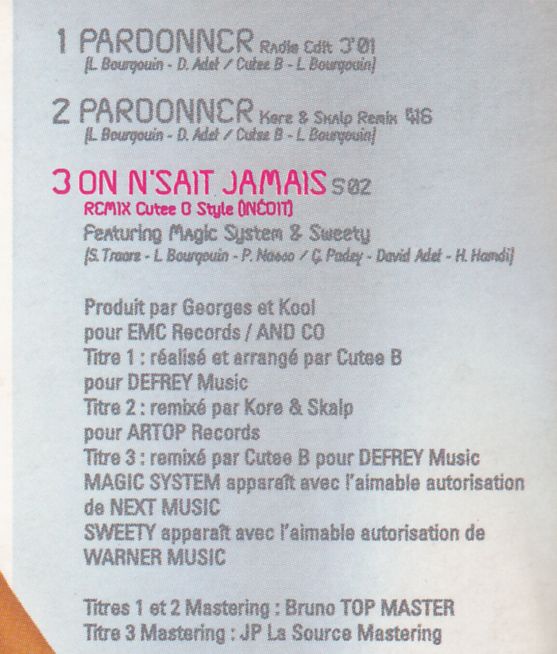 1 PARDONNER Radio Edit 3'01
[L. Bourgouin - D. Adet / Cutee B - L. Bourgouin]
2 PARDONNER Kore & Skalp Remix 4'16
[L. Bourgouin - D. Adet / Cutee B - L. Bourgouin]
3 ON N'SAIT JAMAIS 5'02
REMIX Cutee B Style (INÉDIT)
Featuring Magic System & Sweety
[S. Traore - L. Bourgouin - P. Nasso / G. Padey - David Adet - H. Hamdi]
Produit par Georges et Kool
pour EMC Records / AND CO
Titre 1 : réalisé et arrangé par Cutee B
pour DEFREY Music
Titre 2 : remixé par Kore & Skalp
pour ARTOP Records
Titre 3 : remixé par Cutee B pour DEFREY Music
MAGIC SYSTEM apparaît avec l'aimable autorisation
de NEXT MUSIC
SWEETY apparaît avec l'aimable autorisation de
WARNER MUSIC
Titres 1 et 2 Mastering : Bruno TOP MASTER
Titre 3 Mastering : JP La Source Mastering